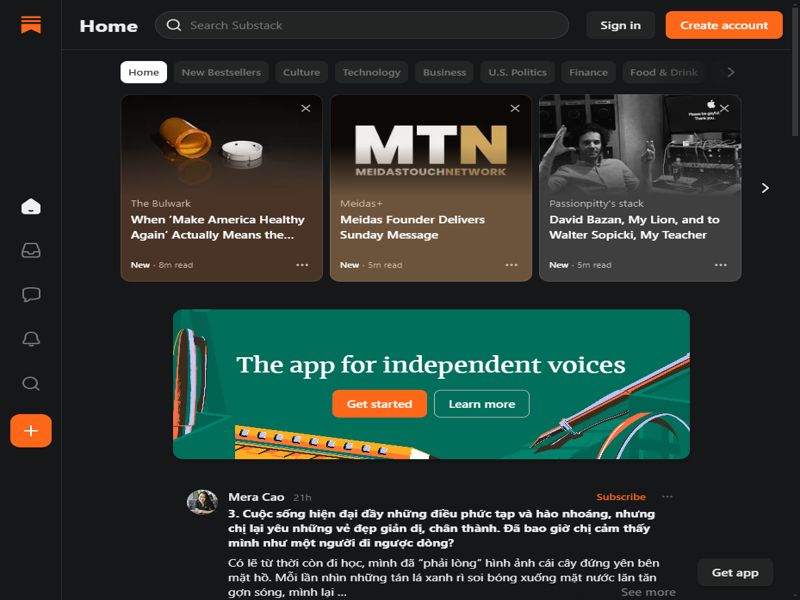 Home
Search Substack
Sign in
Create account
Home
New Bestsellers
Culture
Technology
Business
U.S. Politics
Finance
Food & Drink
The Bulwark
When ‘Make America Healthy
Again’ Actually Means the...
New · 8m read
MTN
MEIDASTOUCHNETWORK
Meidas+
Meidas Founder Delivers
Sunday Message
New · 5m read
Passionpitty's stack
David Bazan, My Lion, and to
Walter Sopicki, My Teacher
New · 5m read
The app for independent voices
Get started
Learn more
Mera Cao 21h
Subscribe
3. Cuộc sống hiện đại đầy những điều phức tạp và hào nhoáng, nhưng
chị lại yêu những vẻ đẹp giản dị, chân thành. Đã bao giờ chị cảm thấy
mình như một người đi ngược dòng?
Có lẽ từ thời còn đi học, mình đã “phải lòng” hình ảnh cái cây đứng yên bên
mặt hồ. Mỗi lần nhìn những tán lá xanh rì soi bóng xuống mặt nước lăn tăn
gợn sóng, mình lại ...
See more
Get app